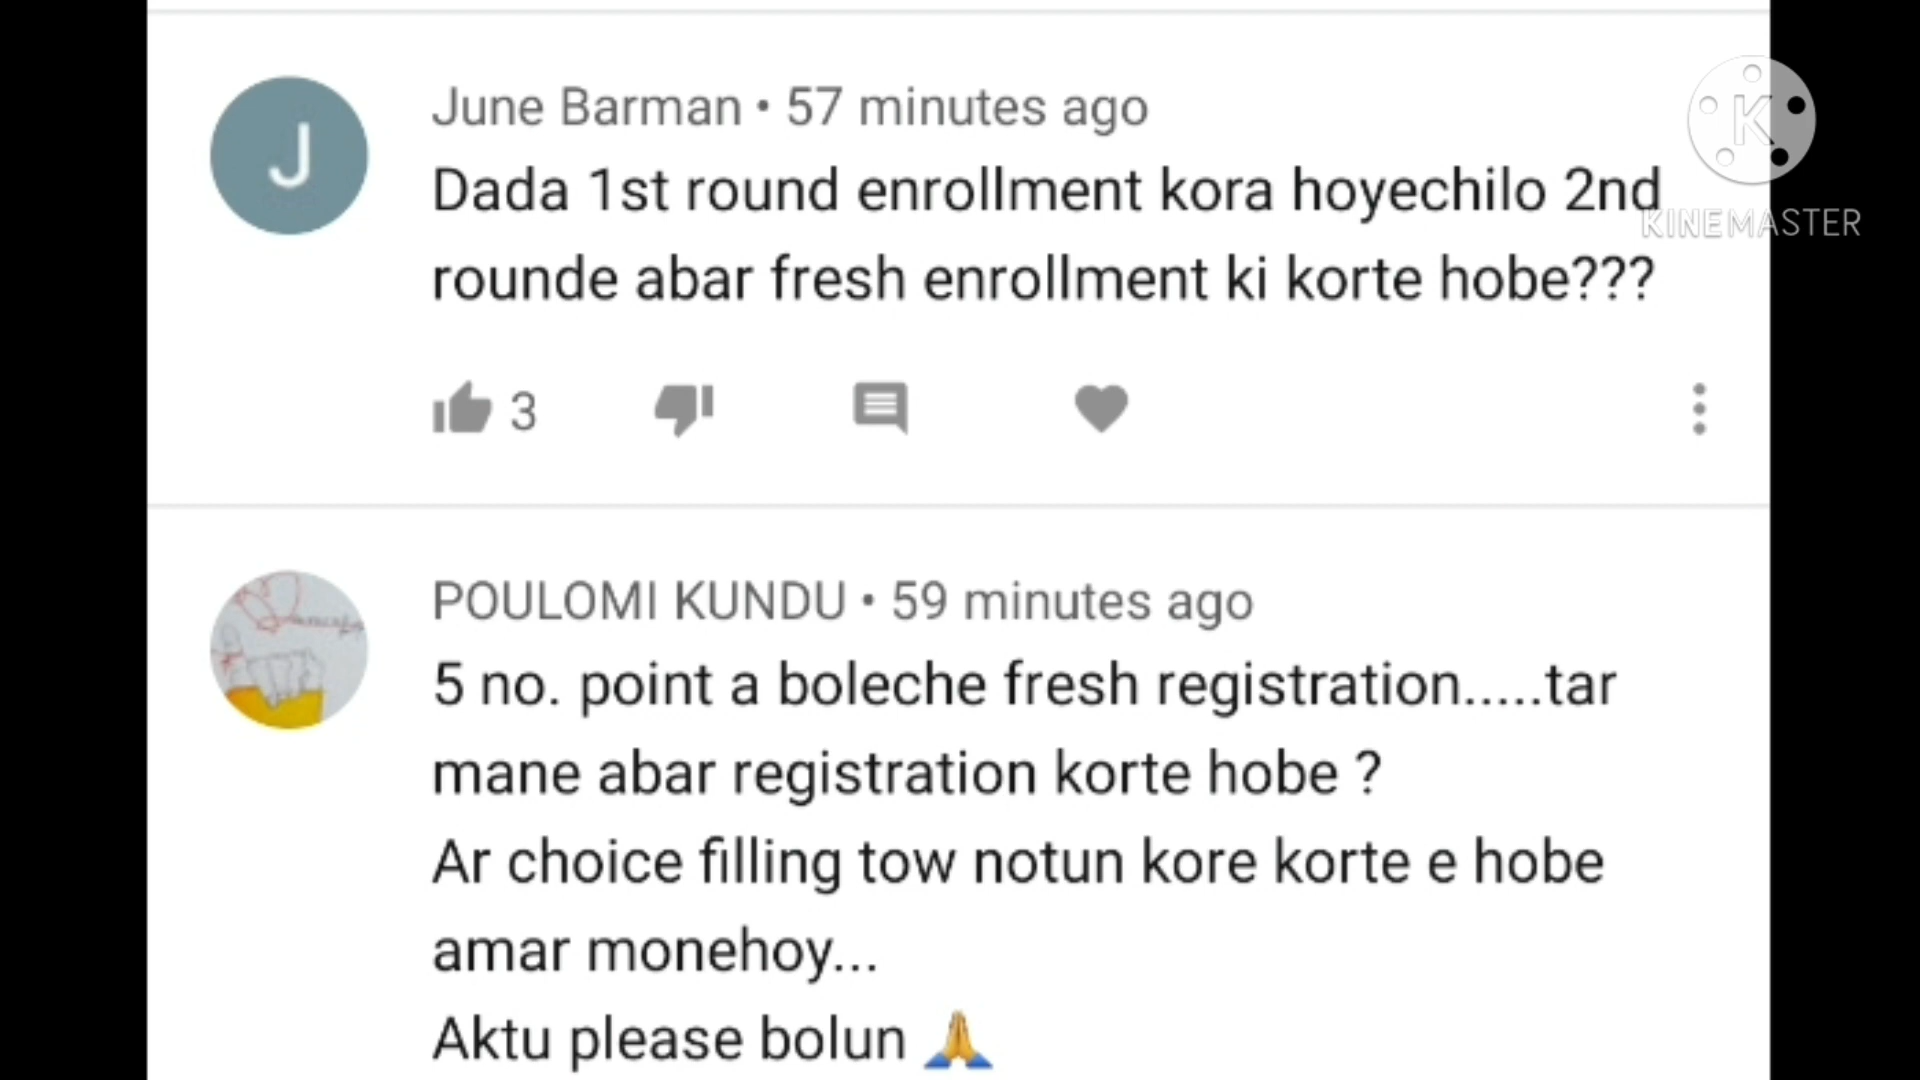 June Barman • 57 minutes ago
Dada 1st round enrollment kora hoyechilo 2nd
rounde abar fresh enrollment ki korte hobe???
3
POULOMI KUNDU • 59 minutes ago
5 no. point a boleche fresh registration.....tar
mane abar registration korte hobe ?
Ar choice filling tow notun kore korte e hobe
amar monehoy...
Aktu please bolun 🙏
J
K
KINEMASTER